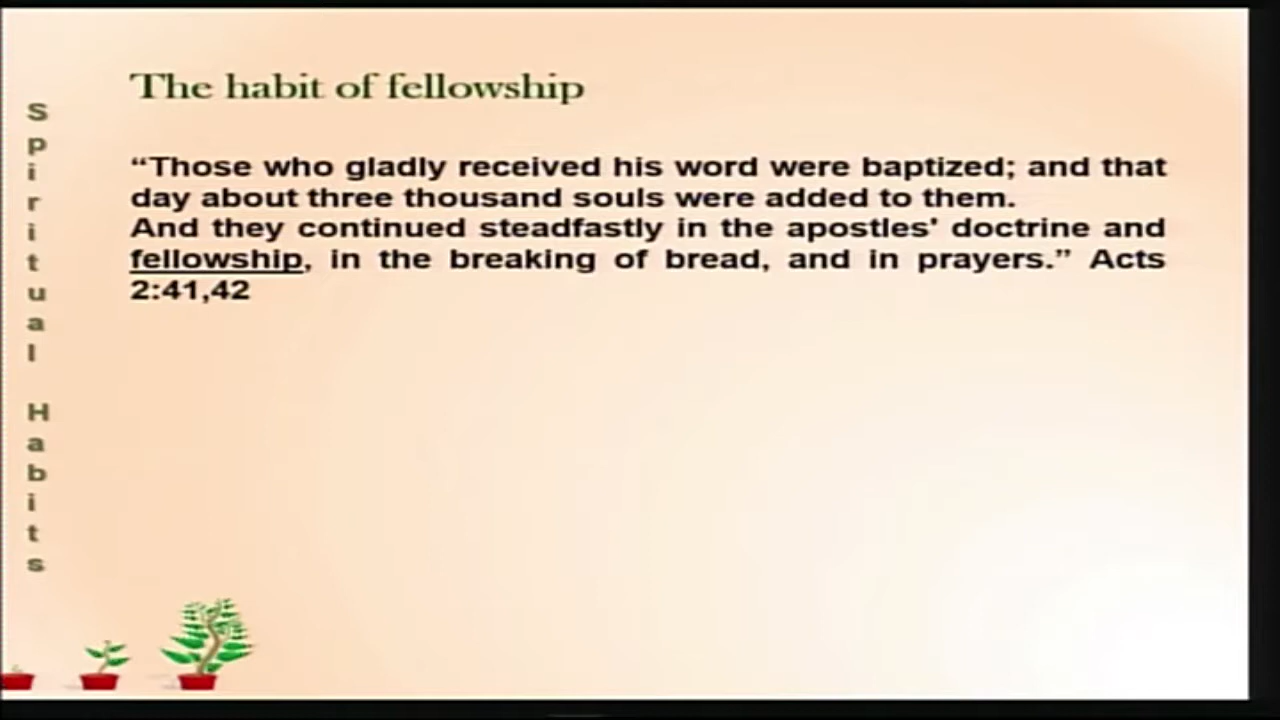 The habit of fellowship
“Those who gladly received his word were baptized; and that
day about three thousand souls were added to them.
And they continued steadfastly in the apostles' doctrine and
fellowship, in the breaking of bread, and in prayers.” Acts
2:41,42
Spiritual Habits